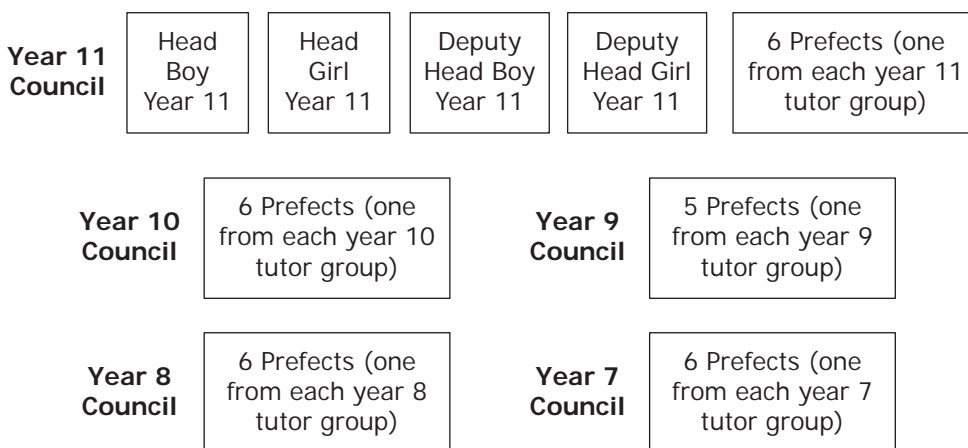 Year 11
Council
Head
Boy
Year 11
Head
Girl
Year 11
Deputy
Head Boy
Year 11
Deputy
Head Girl
Year 11
6 Prefects (one
from each year 11
tutor group)
Year 10
Council
6 Prefects (one
from each year 10
tutor group)
Year 9
Council
5 Prefects (one
from each year 9
tutor group)
Year 8
Council
6 Prefects (one
from each year 8
tutor group)
Year 7
Council
6 Prefects (one
from each year 7
tutor group)